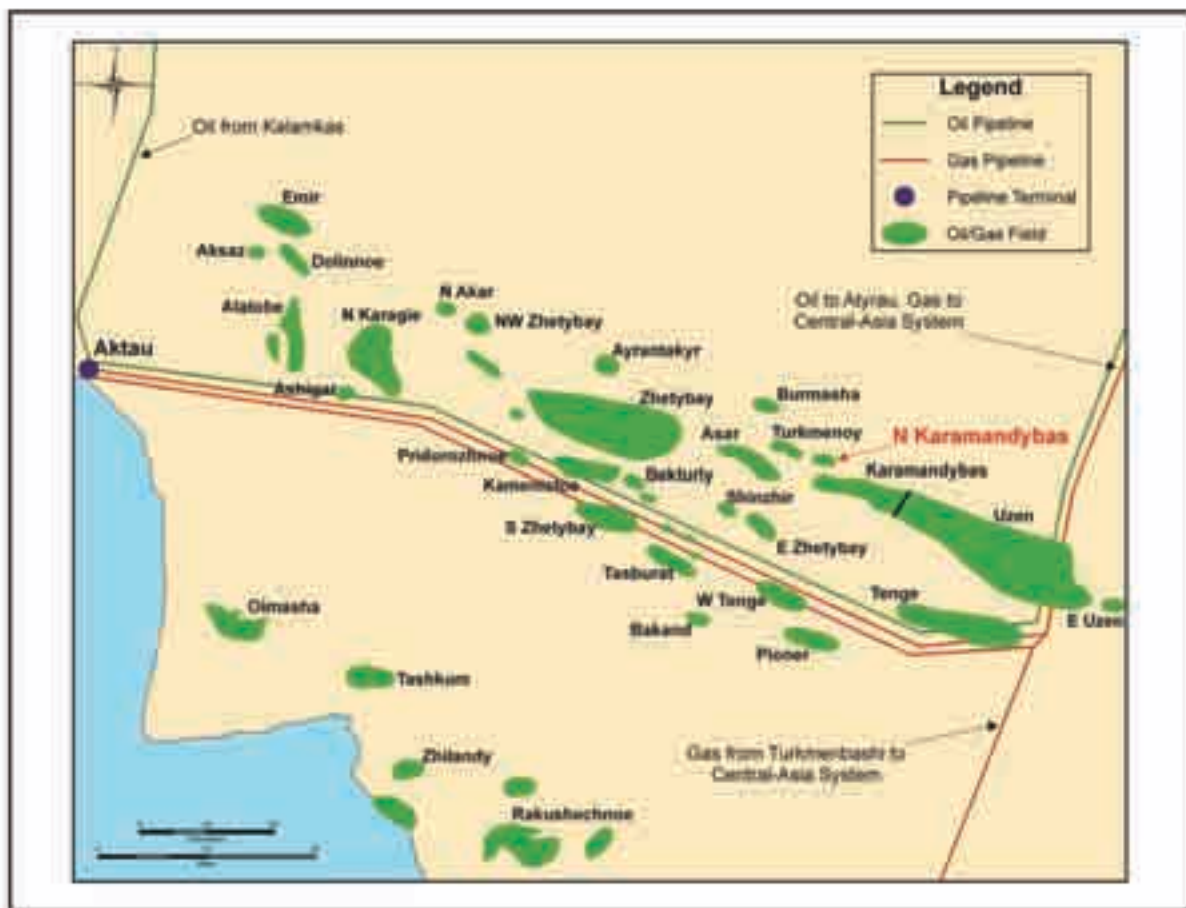 Legend
Oil Pipeline
Gas Pipeline
Pipeline Terminal
Oil/Gas Field
Oil from Kalamkas
Emir
Aksaz
Dolinnoe
Alatobe
N Karagie
N Akar
NW Zhetybay
Ayrantakyr
Oil to Atyrau, Gas to
Central-Asia System
Aktau
Ashigar
Zhetybay
Burmasha
Asar
Turkmenoy
N Karamandybas
Karamandybas
Pridorozhnoe
Bekturly
Uzen
S Zhetybay
E Zhetybay
Tasburat
W Tenge
Tenge
E Uzen
Bakand
Pioner
Oimasha
Tashkum
Gas from Turkmenbashi to
Central-Asia System
Zhilandy
Rakushechnoe